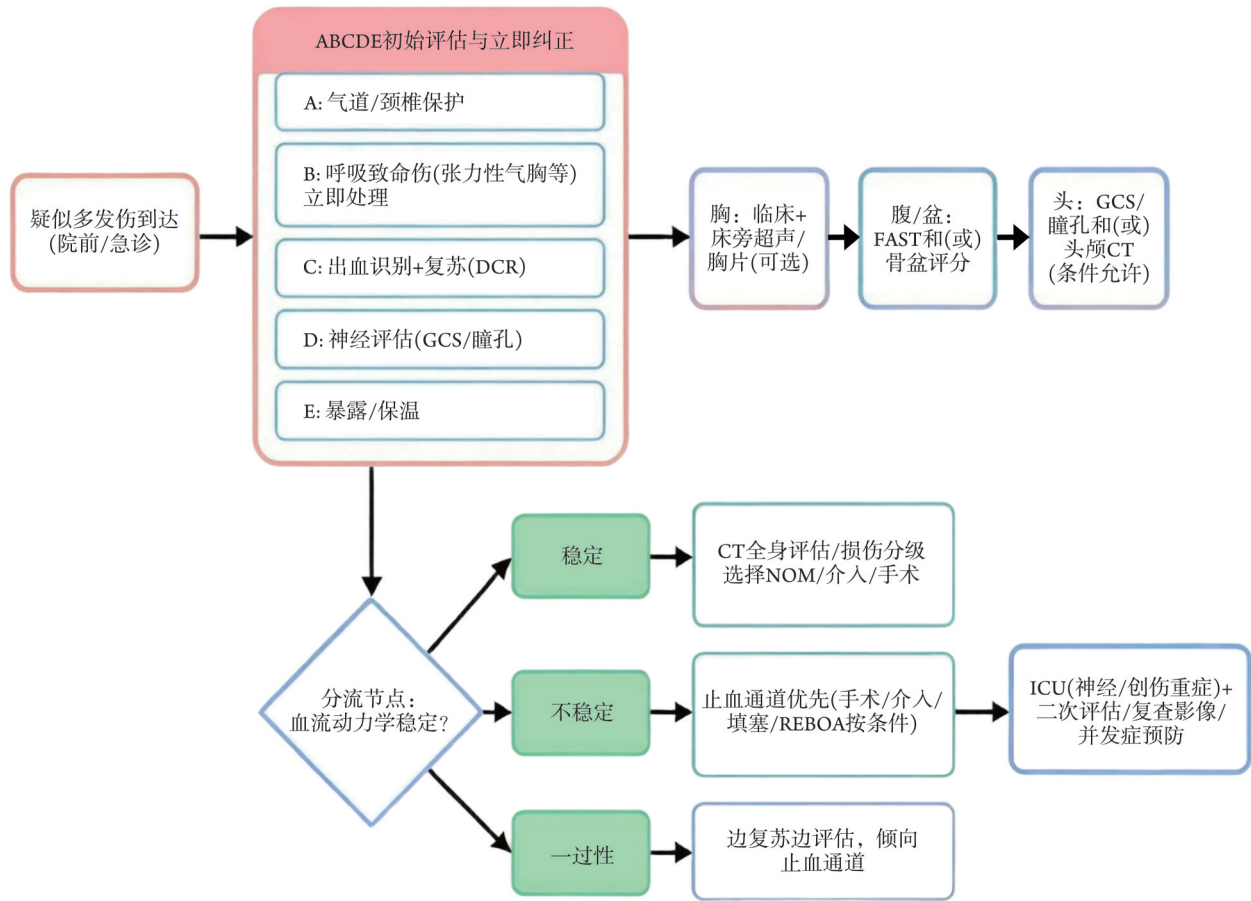 ABCDE初始评估与立即纠正
A: 气道/颈椎保护
B: 呼吸致命伤(张力性气胸等)
立即处理
C: 出血识别+复苏(DCR)
D: 神经评估(GCS/瞳孔)
E: 暴露/保温
疑似多发伤到达
(院前/急诊)
胸：临床+
床旁超声/
胸片(可选)
腹/盆：
FAST和(或)
骨盆评分
头：GCS/
瞳孔和(或)
头颅CT
(条件允许)
分流节点：
血流动力学稳定？
稳定
CT全身评估/损伤分级
选择NOM/介入/手术
不稳定
止血通道优先(手术/介入/
填塞/REBOA按条件)
ICU(神经/创伤重症)+
二次评估/复查影像/
并发症预防
一过性
边复苏边评估，倾向
止血通道